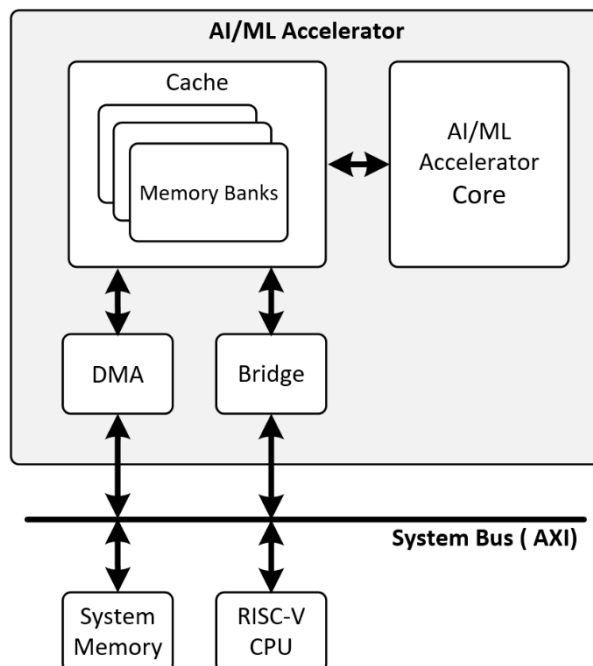 AI/ML Accelerator
Cache
Memory Banks
AI/ML
Accelerator
Core
DMA
Bridge
System Bus ( AXI)
System
Memory
RISC-V
CPU